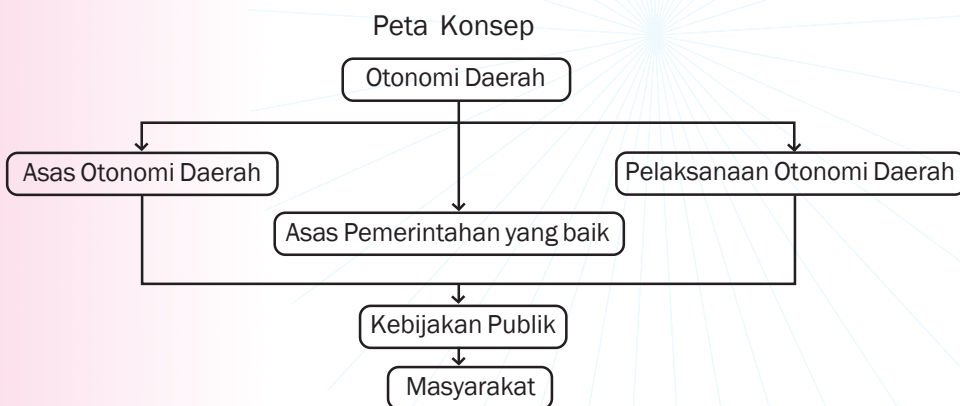 Peta Konsep
Otonomi Daerah
Asas Otonomi Daerah
Pelaksanaan Otonomi Daerah
Asas Pemerintahan yang baik
Kebijakan Publik
Masyarakat